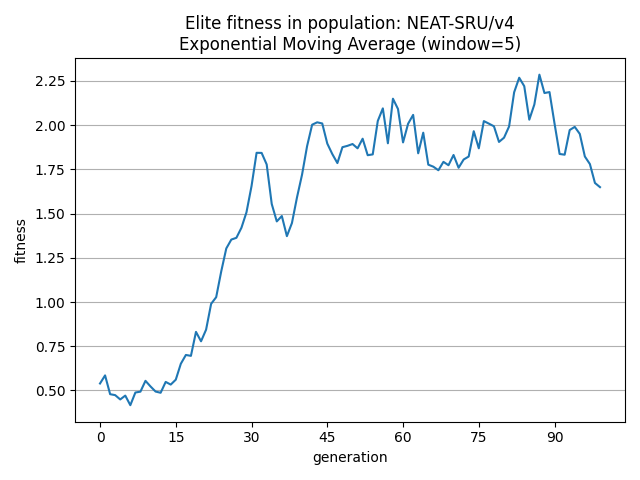 Elite fitness in population: NEAT-SRU/v4
Exponential Moving Average (window=5)
fitness
2.25
2.00
1.75
1.50
1.25
1.00
0.75
0.50
0 15 30 45 60 75 90
generation